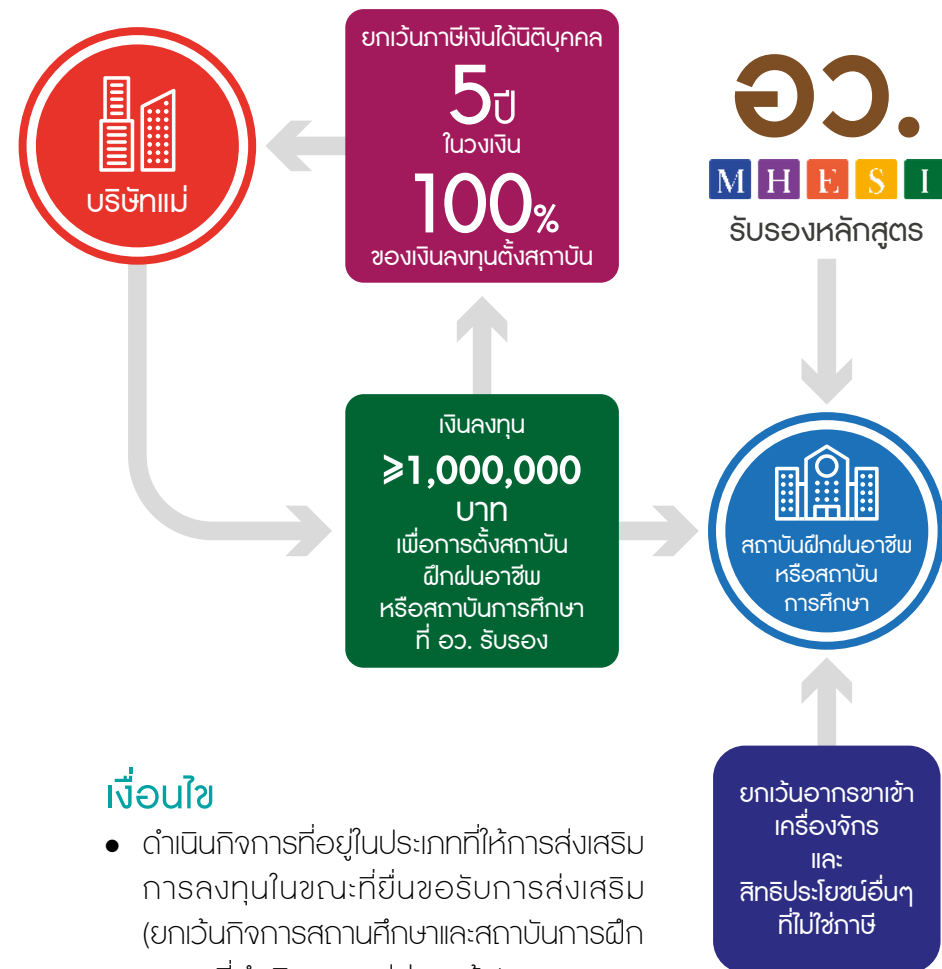 ยกเว้นภาษีเงินได้นิติบุคคล
5ปี
ในวงเงิน
100%
ของเงินลงทุนตั้งสถาบัน
บริษัทแม่
อว.
MHESI
รับรองหลักสูตร
เงินลงทุน
≥1,000,000
บาท
เพื่อการตั้งสถาบัน
ฝึกฝนอาชีพ
หรือสถาบันการศึกษา
ที่ อว. รับรอง
สถาบันฝึกฝนอาชีพ
หรือสถาบัน
การศึกษา
ยกเว้นอากรขาเข้า
เครื่องจักร
และ
สิทธิประโยชน์อื่นๆ
ที่ไม่ใช่ภาษี
เงื่อนไข
● ดำเนินกิจการที่อยู่ในประเภทที่ให้การส่งเสริม
การลงทุนในขณะที่ยื่นขอรับการส่งเสริม
(ยกเว้นกิจการสถานศึกษาและสถาบันการฝึก